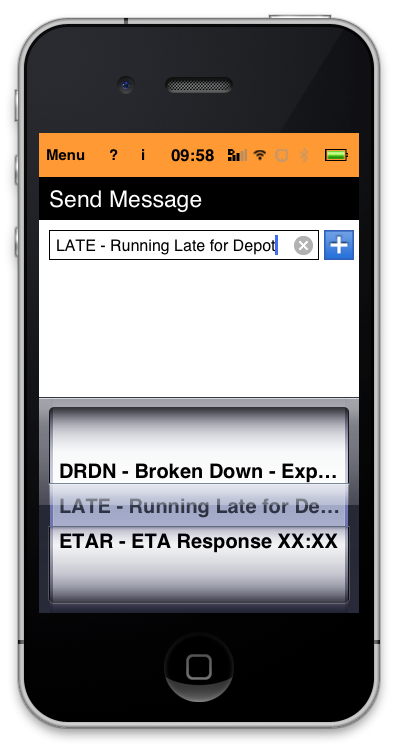 Menu ? i 09:58
Send Message
LATE - Running Late for Depot
DRDN - Broken Down - Exp...
LATE - Running Late for De...
ETAR - ETA Response XX:XX